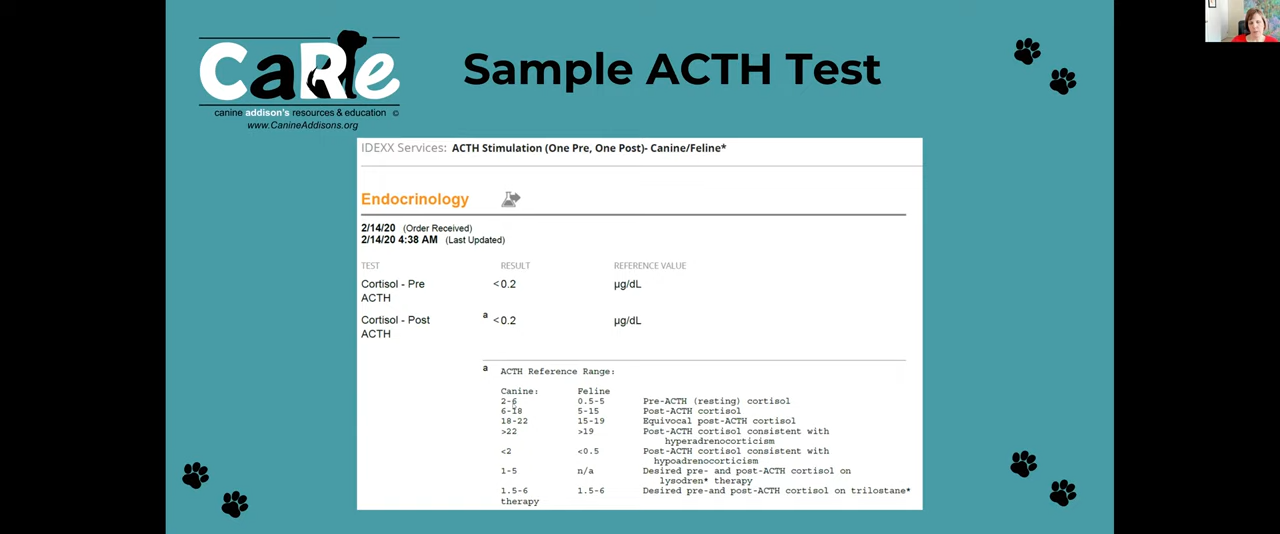 CaRe
canine addison's resources & education ©
www.CanineAddisons.org
Sample ACTH Test
IDEXX Services: ACTH Stimulation (One Pre, One Post)- Canine/Feline*
Endocrinology
2/14/20 (Order Received)
2/14/20 4:38 AM (Last Updated)
TEST RESULT REFERENCE VALUE
Cortisol - Pre ACTH <0.2 µg/dL
Cortisol - Post ACTH a <0.2 µg/dL
a ACTH Reference Range:
Canine: Feline
2-6 0.5-5 Pre-ACTH (resting) cortisol
6-18 5-15 Post-ACTH cortisol
18-22 15-19 Equivocal post-ACTH cortisol
>22 >19 Post-ACTH cortisol consistent with
hyperadrenocorticism
<2 <0.5 Post-ACTH cortisol consistent with
hypoadrenocorticism
1-5 n/a Desired pre- and post-ACTH cortisol on
lysodren* therapy
1.5-6 1.5-6 Desired pre-and post-ACTH cortisol on trilostane*
therapy